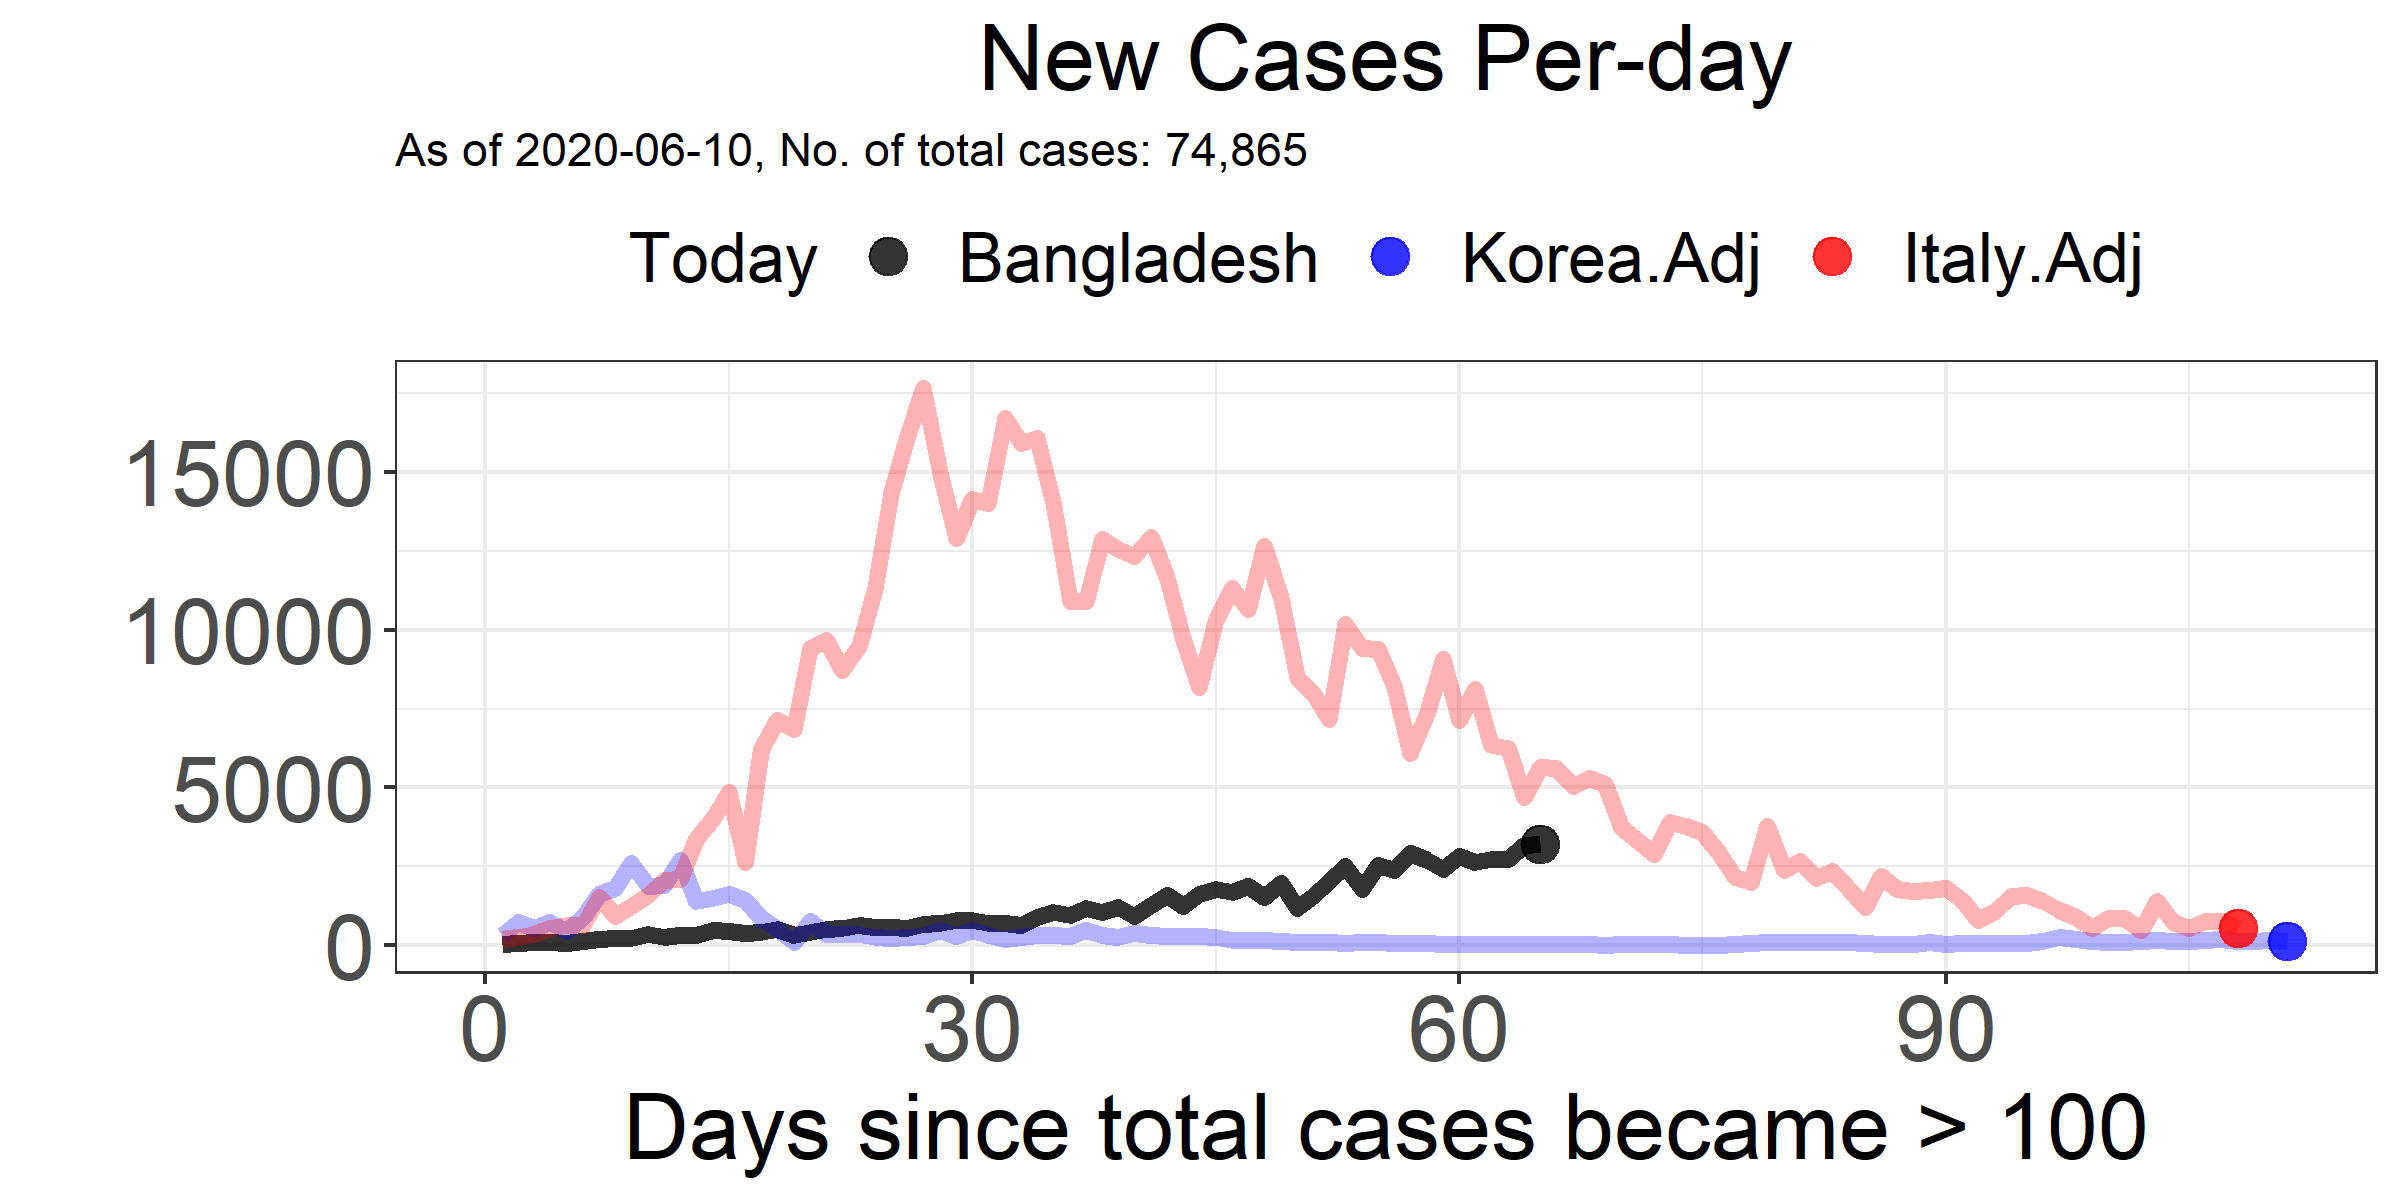 New Cases Per-day
As of 2020-06-10, No. of total cases: 74,865
Today Bangladesh Korea.Adj Italy.Adj
15000
10000
5000
0
0 30 60 90
Days since total cases became > 100